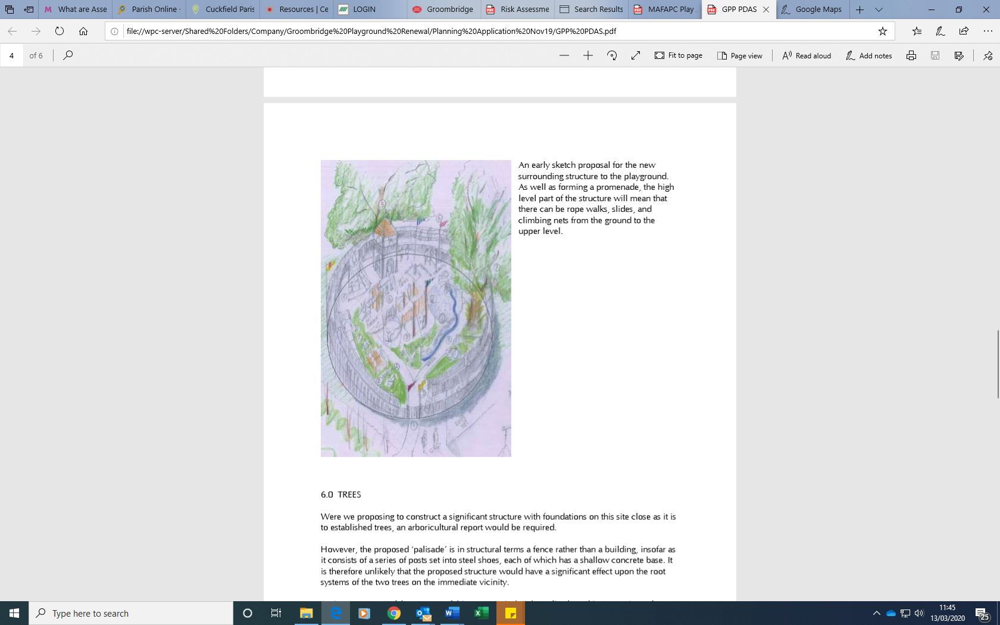 What are Asse
Parish Online -
Cuckfield Paris
Resources | Ce
LOGIN
Groombridge
Risk Assessme
Search Results
MAFAPC Play
GPP PDAS
Google Maps
file://wpc-server/Shared%20Folders/Company/Groombridge%20Playground%20Renewal/Planning%20Application%20Nov19/GPP%20PDAS.pdf
4 of 6
Fit to page
Page view
Read aloud
Add notes
An early sketch proposal for the new
surrounding structure to the playground.
As well as forming a promenade, the high
level part of the structure will mean that
there can be rope walks, slides, and
climbing nets from the ground to the
upper level.
6.0 TREES
Were we proposing to construct a significant structure with foundations on this site close as it is
to established trees, an arboricultural report would be required.
However, the proposed ‘palisade’ is in structural terms a fence rather than a building, insofar as
it consists of a series of posts set into steel shoes, each of which has a shallow concrete base. It
is therefore unlikely that the proposed structure would have a significant effect upon the root
systems of the two trees on the immediate vicinity.
Type here to search
11:45
13/03/2020
25